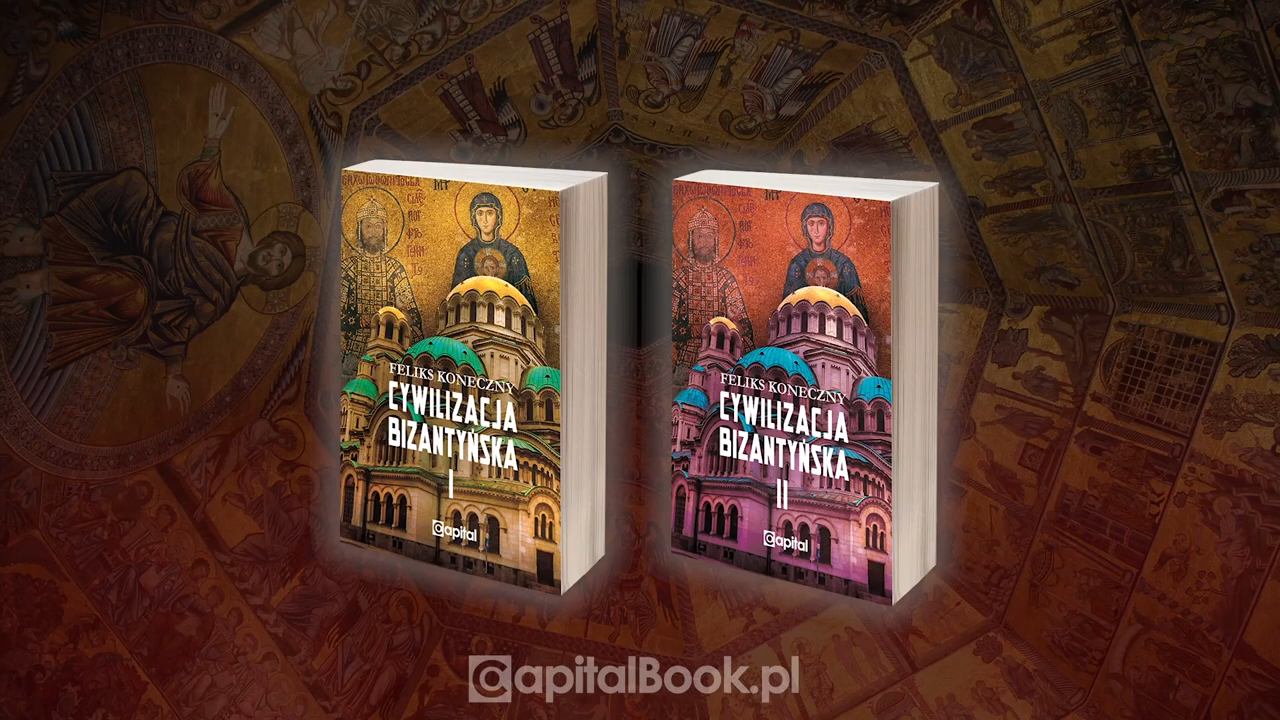 FELIKS KONECZNY
CYWILIZACJA
BIZANTYŃSKA
I
Capital
FELIKS KONECZNY
CYWILIZACJA
BIZANTYŃSKA
II
Capital
CapitalBook.pl